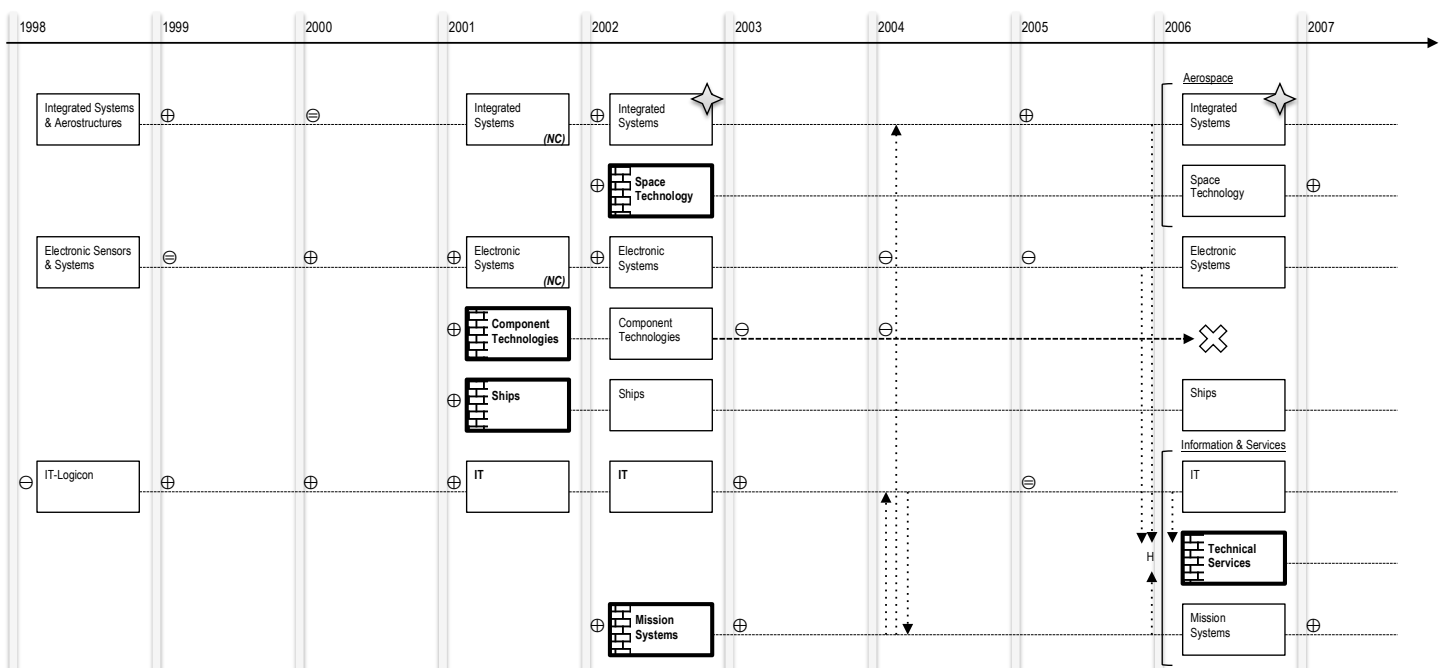 1998 1999 2000 2001 2002 2003 2004 2005 2006 2007
Aerospace
Integrated Systems
& Aerostructures
Integrated
Systems
(NC)
Integrated
Systems
Integrated
Systems
Space
Technology
Space
Technology
Electronic Sensors
& Systems
Electronic
Systems
(NC)
Electronic
Systems
Electronic
Systems
Component
Technologies
Component
Technologies
Ships
Ships
Ships
Information & Services
IT-Logicon
IT
IT
IT
H
Technical
Services
Mission
Systems
Mission
Systems